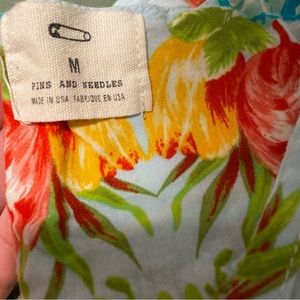 M
PINS AND NEEDLES
MADE IN USA FABRIQUE EN USA